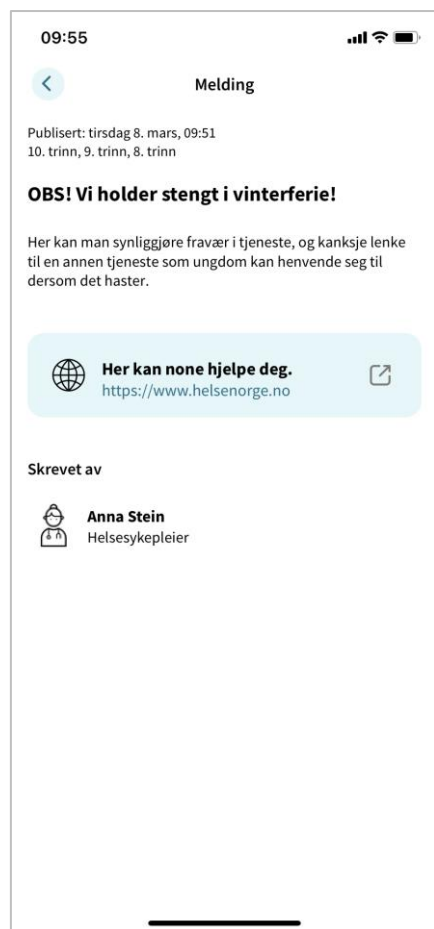 09:55
Melding
Publisert: tirsdag 8. mars, 09:51
10. trinn, 9. trinn, 8. trinn
OBS! Vi holder stengt i vinterferie!
Her kan man synliggjøre fravær i tjeneste, og kanksje lenke
til en annen tjeneste som ungdom kan henvende seg til
dersom det haster.
Her kan none hjelpe deg.
https://www.helsenorge.no
Skrevet av
Anna Stein
Helsesykepleier